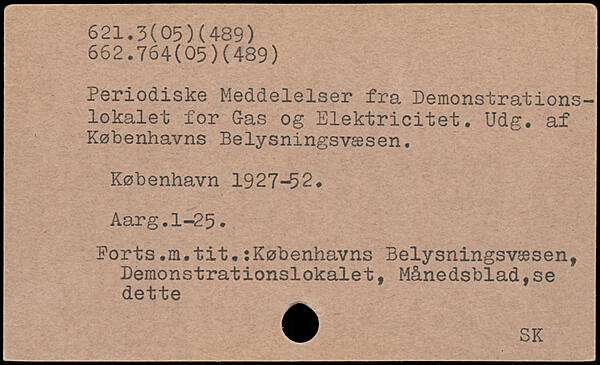 621.3(05)(489)
662.764(05)(489)
Periodiske Meddelelser fra Demonstrations-
lokalet for Gas og Elektricitet. Udg. af
Københavns Belysningsvæsen.
København 1927-52.
Aarg.1-25.
Forts.m.tit.:Københavns Belysningsvæsen,
Demonstrationslokalet, Månedsblad,se
dette
SK